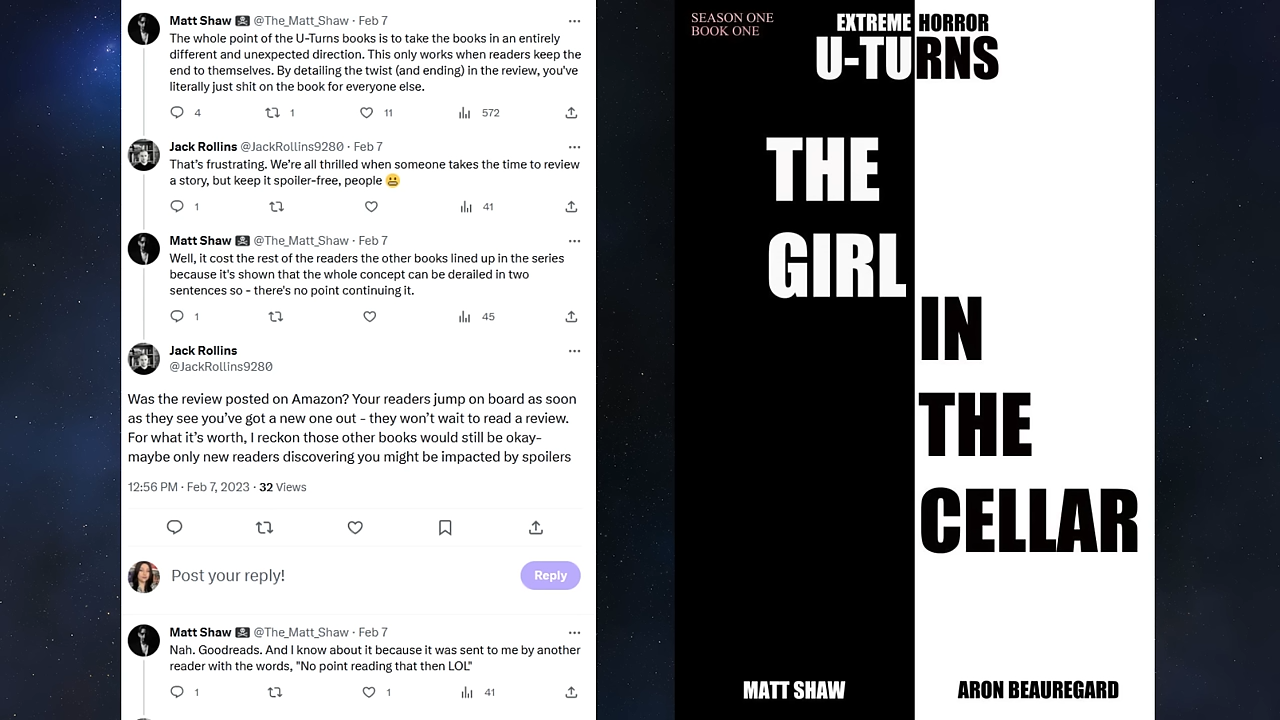 Matt Shaw @The_Matt_Shaw · Feb 7
The whole point of the U-Turns books is to take the books in an entirely
different and unexpected direction. This only works when readers keep the
end to themselves. By detailing the twist (and ending) in the review, you've
literally just shit on the book for everyone else.
4 1 11 572
Jack Rollins @JackRollins9280 · Feb 7
That's frustrating. We're all thrilled when someone takes the time to review
a story, but keep it spoiler-free, people 😬
1 41
Matt Shaw @The_Matt_Shaw · Feb 7
Well, it cost the rest of the readers the other books lined up in the series
because it's shown that the whole concept can be derailed in two
sentences so - there's no point continuing it.
1 45
Jack Rollins
@JackRollins9280
Was the review posted on Amazon? Your readers jump on board as soon
as they see you've got a new one out - they won't wait to read a review.
For what it's worth, I reckon those other books would still be okay-
maybe only new readers discovering you might be impacted by spoilers
12:56 PM · Feb 7, 2023 · 32 Views
Post your reply!
Reply
Matt Shaw @The_Matt_Shaw · Feb 7
Nah. Goodreads. And I know about it because it was sent to me by another
reader with the words, "No point reading that then LOL"
1 1 41
SEASON ONE
BOOK ONE
EXTREME HORROR
U-TURNS
THE
GIRL
IN
THE
CELLAR
MATT SHAW
ARON BEAUREGARD